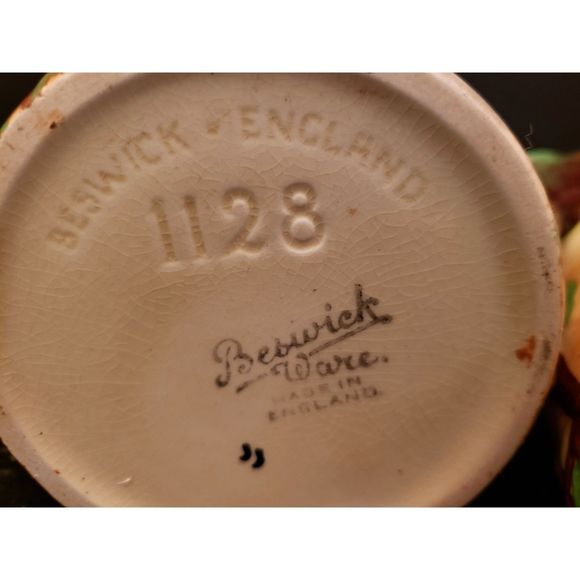 BESWICK ENGLAND
1128
Beswick
Ware.
MADE IN
ENGLAND.